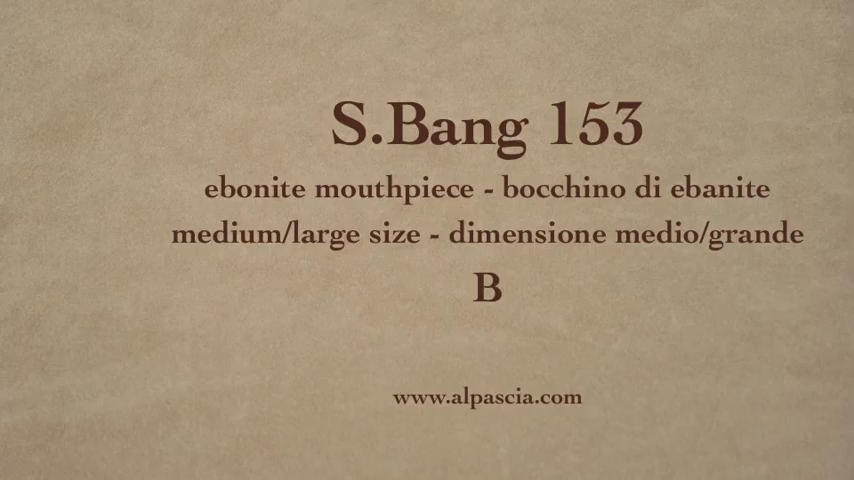 S.Bang 153
ebonite mouthpiece - bocchino di ebanite
medium/large size - dimensione medio/grande
B
www.alpascia.com